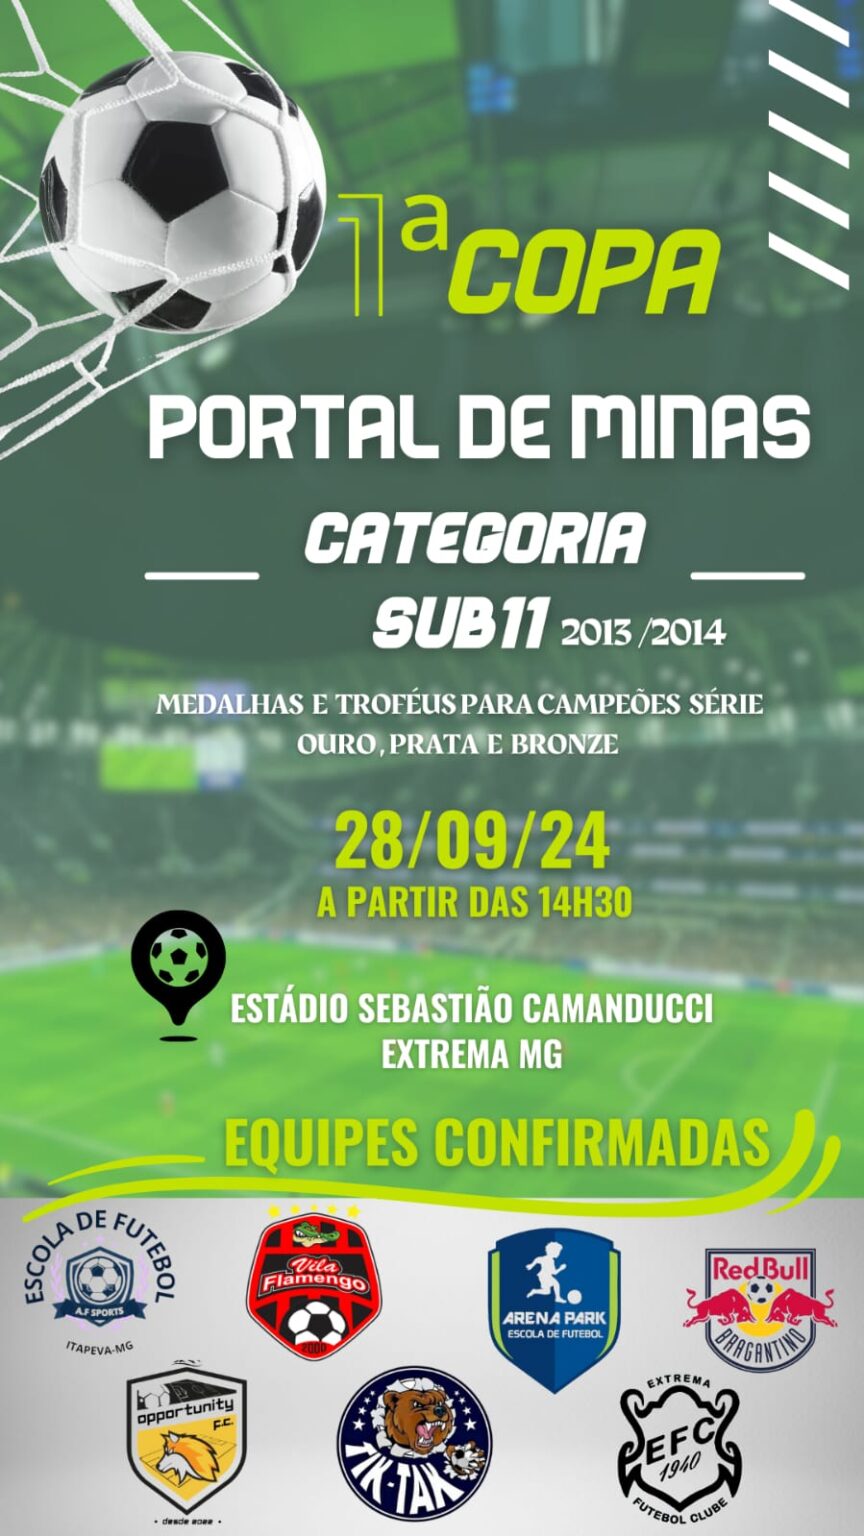 1ª COPA
PORTAL DE MINAS
CATEGORIA
SUB11 2013 /2014
MEDALHAS E TROFÉUS PARA CAMPEÕES SÉRIE
OURO , PRATA E BRONZE
28/09/24
A PARTIR DAS 14H30
ESTÁDIO SEBASTIÃO CAMANDUCCI
EXTREMA MG
EQUIPES CONFIRMADAS
ESCOLA DE FUTEBOL
A.F SPORTS
ITAPEVA-MG
Vila
Flamengo
2000
ARENA PARK
ESCOLA DE FUTEBOL
Red Bull
BRAGANTINO
opportunity
F.C.
• desde 2022 •
TIK-TAK
EXTREMA
EFC
1940
FUTEBOL CLUBE